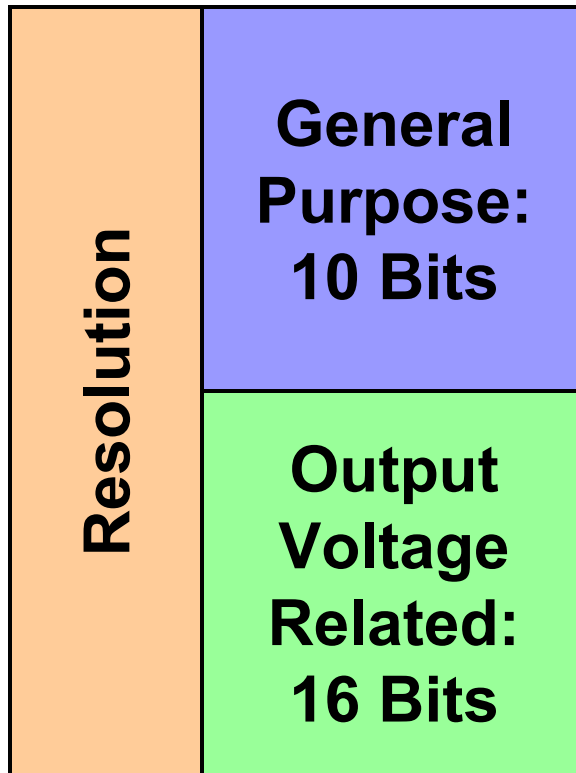 Resolution
General
Purpose:
10 Bits
Output
Voltage
Related:
16 Bits